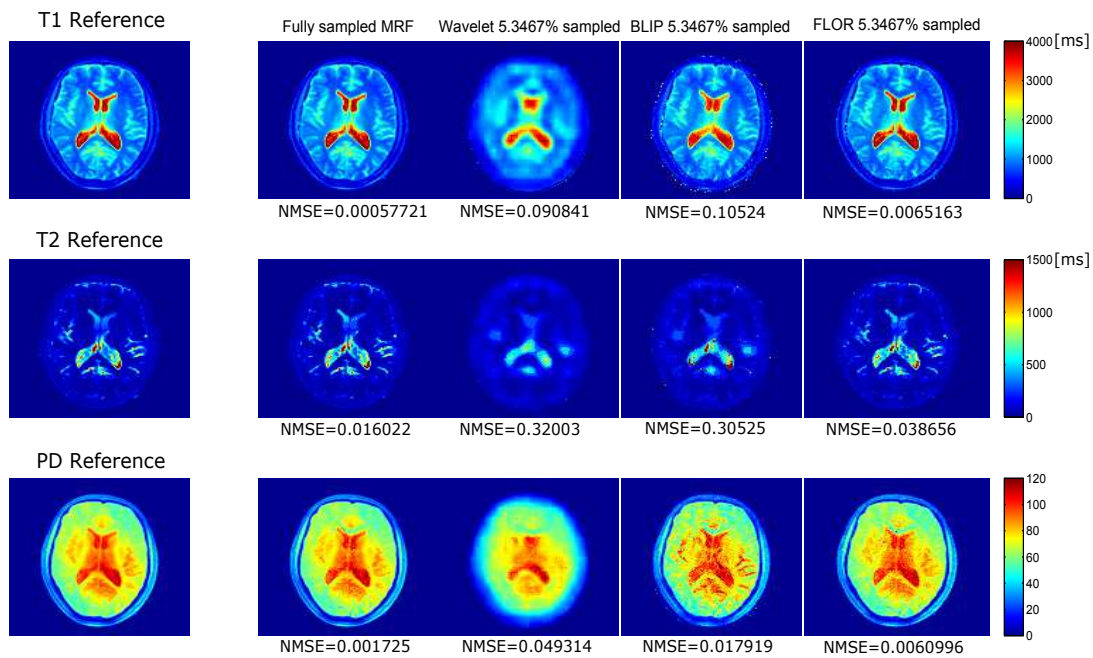 T1 Reference
Fully sampled MRF
Wavelet 5.3467% sampled
BLIP 5.3467% sampled
FLOR 5.3467% sampled
4000 [ms]
3000
2000
1000
0
NMSE=0.00057721
NMSE=0.090841
NMSE=0.10524
NMSE=0.0065163
T2 Reference
1500 [ms]
1000
500
0
NMSE=0.016022
NMSE=0.32003
NMSE=0.30525
NMSE=0.038656
PD Reference
120
100
80
60
40
20
0
NMSE=0.001725
NMSE=0.049314
NMSE=0.017919
NMSE=0.0060996